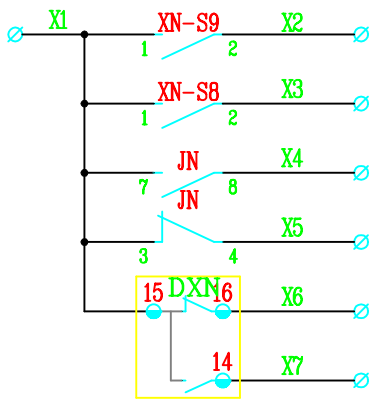 X1 XN-S9 X2
1 2
XN-S8 X3
1 2
JN X4
7 8
JN X5
3 4
DXN
15 16 X6
14 X7